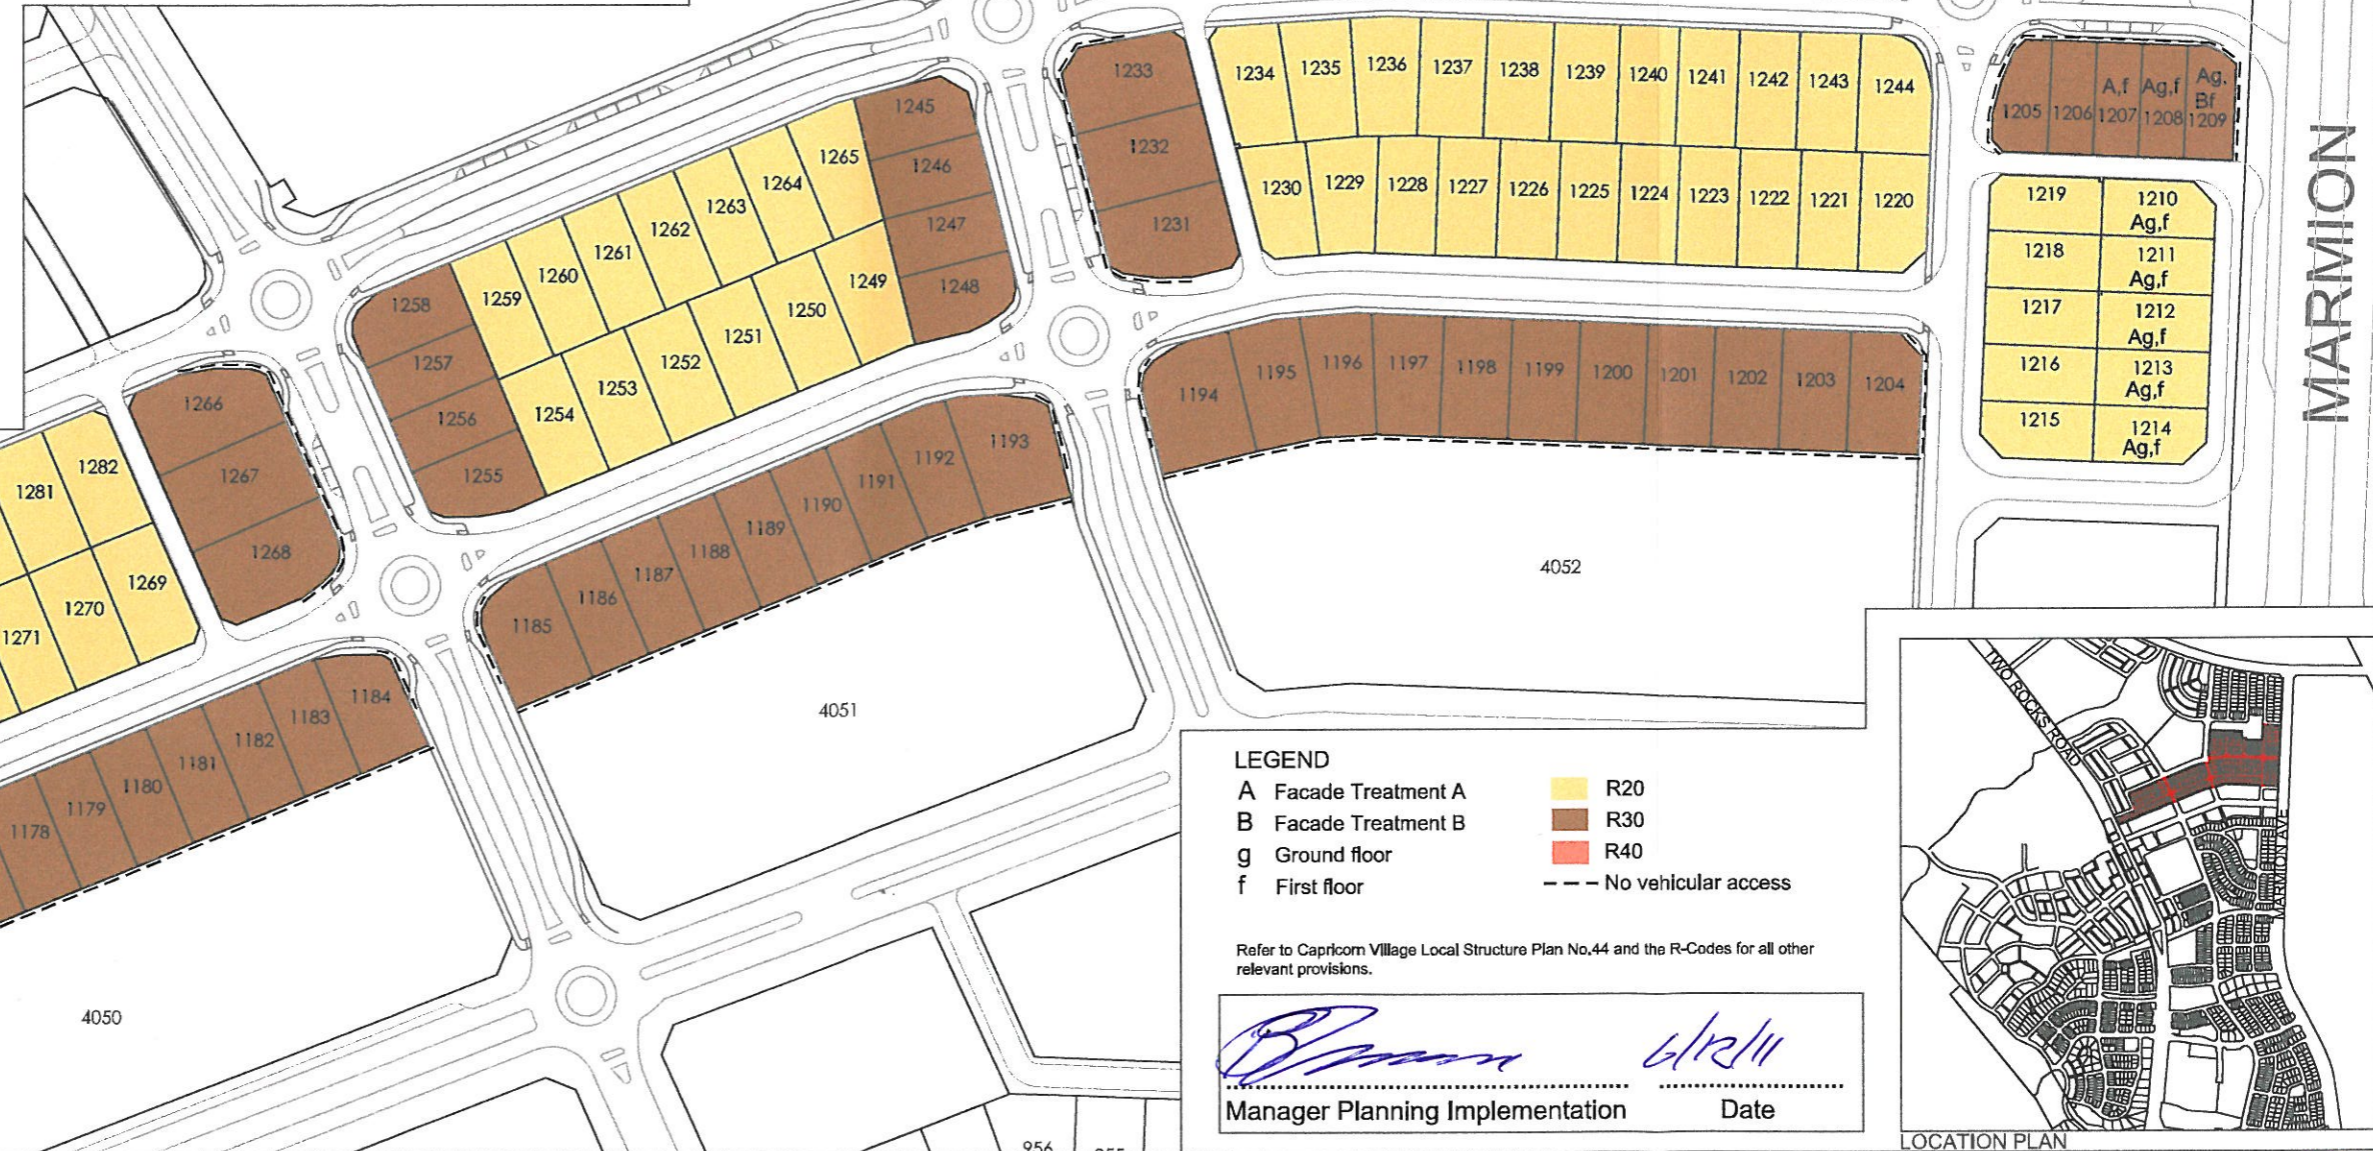 1233
1234 1235 1236 1237 1238 1239 1240 1241 1242 1243 1244
1205 1206 A,f 1207 Ag,f 1208 Ag, Bf 1209
1232
1231
1230 1229 1228 1227 1226 1225 1224 1223 1222 1221 1220
1245
1246
1247
1248
1258
1257
1256
1255
1259 1260 1261 1262 1263 1264 1265
1254 1253 1252 1251 1250 1249
1219 1210
Ag,f
1218 1211
Ag,f
1217 1212
Ag,f
1216 1213
Ag,f
1215 1214
Ag,f
MARMION
1194 1195 1196 1197 1198 1199 1200 1201 1202 1203 1204
1266
1267
1268
1281 1282
1271 1270 1269
1185 1186 1187 1188 1189 1190 1191 1192 1193
1178 1179 1180 1181 1182 1183 1184
4052
4051
4050
LEGEND
A Facade Treatment A
B Facade Treatment B
g Ground floor
f First floor
R20
R30
R40
No vehicular access
Refer to Capricorn Village Local Structure Plan No.44 and the R-Codes for all other
relevant provisions.
6/12/11
Manager Planning Implementation Date
TWO ROCKS ROAD
MARMION AVE
LOCATION PLAN
956